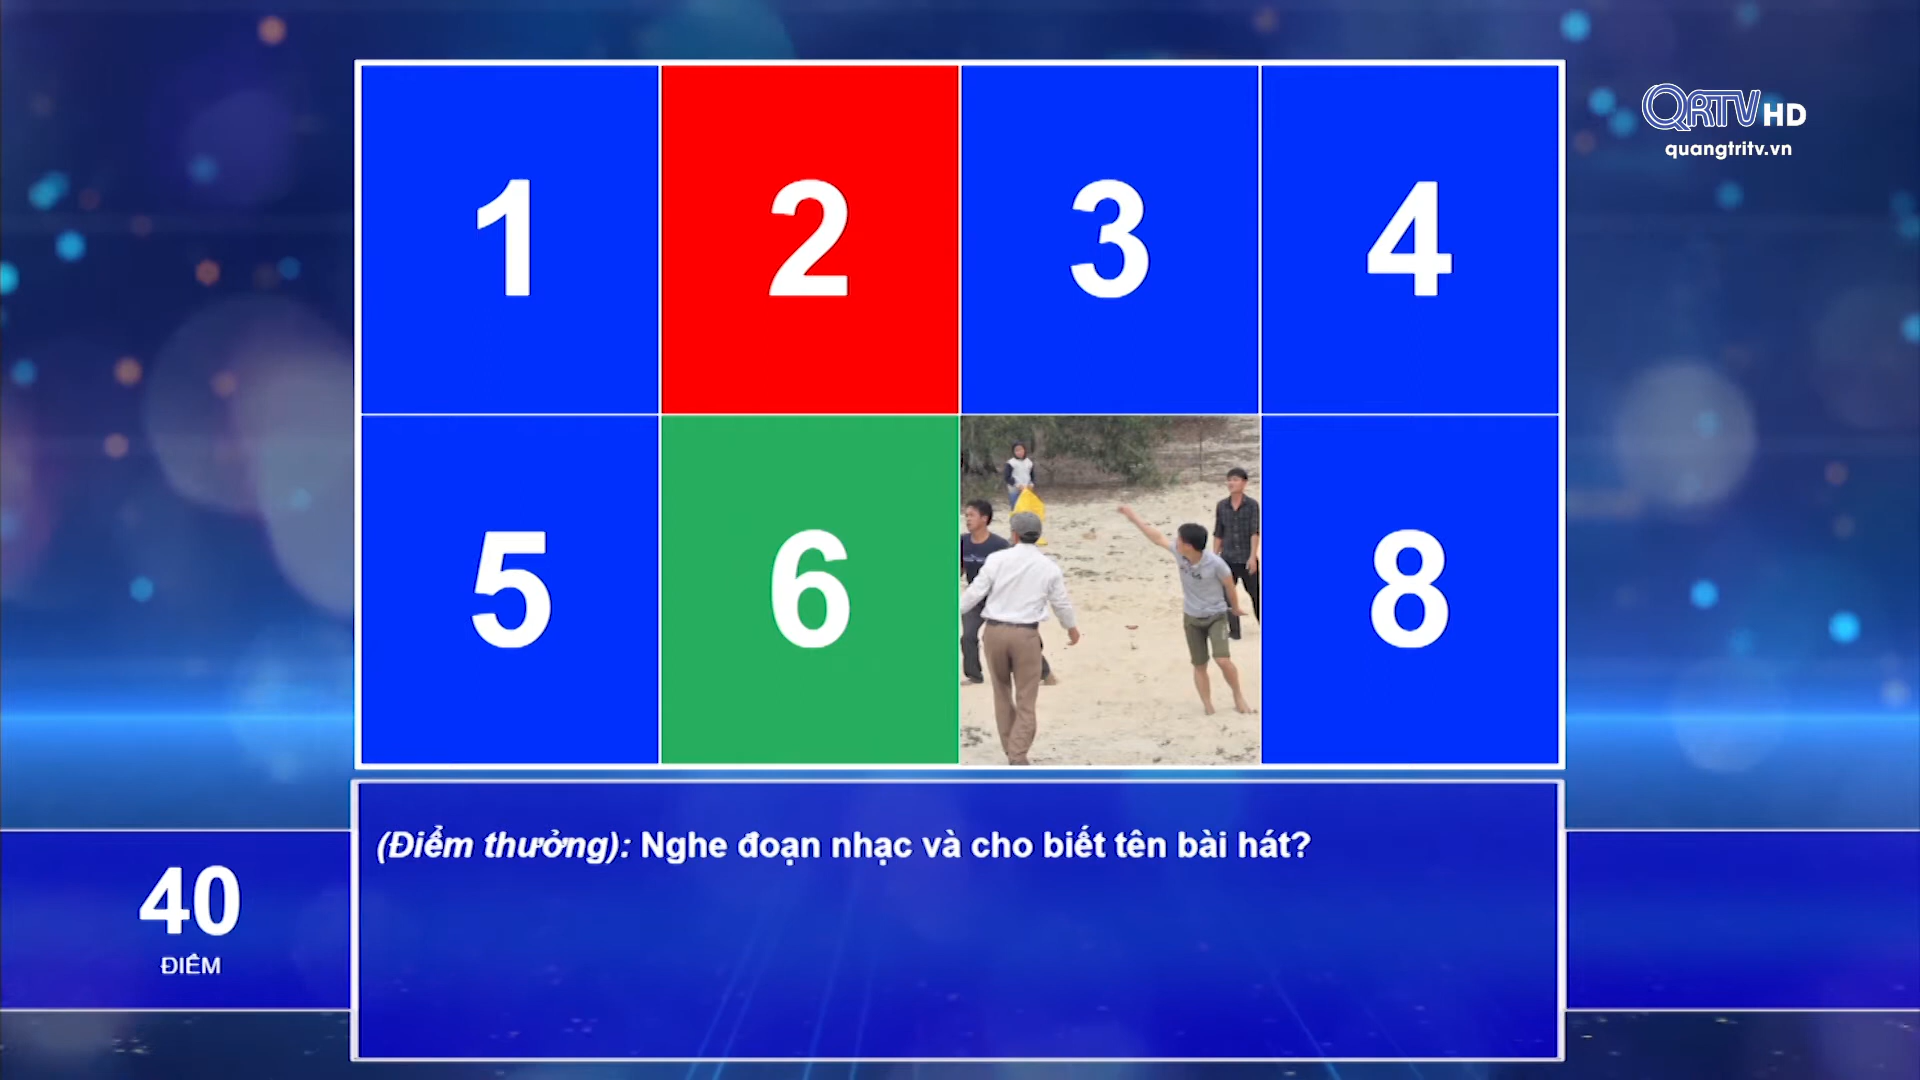 QRTV HD
quangtritv.vn
1 2 3 4
5 6 8
(Điểm thưởng): Nghe đoạn nhạc và cho biết tên bài hát?
40
ĐIỂM